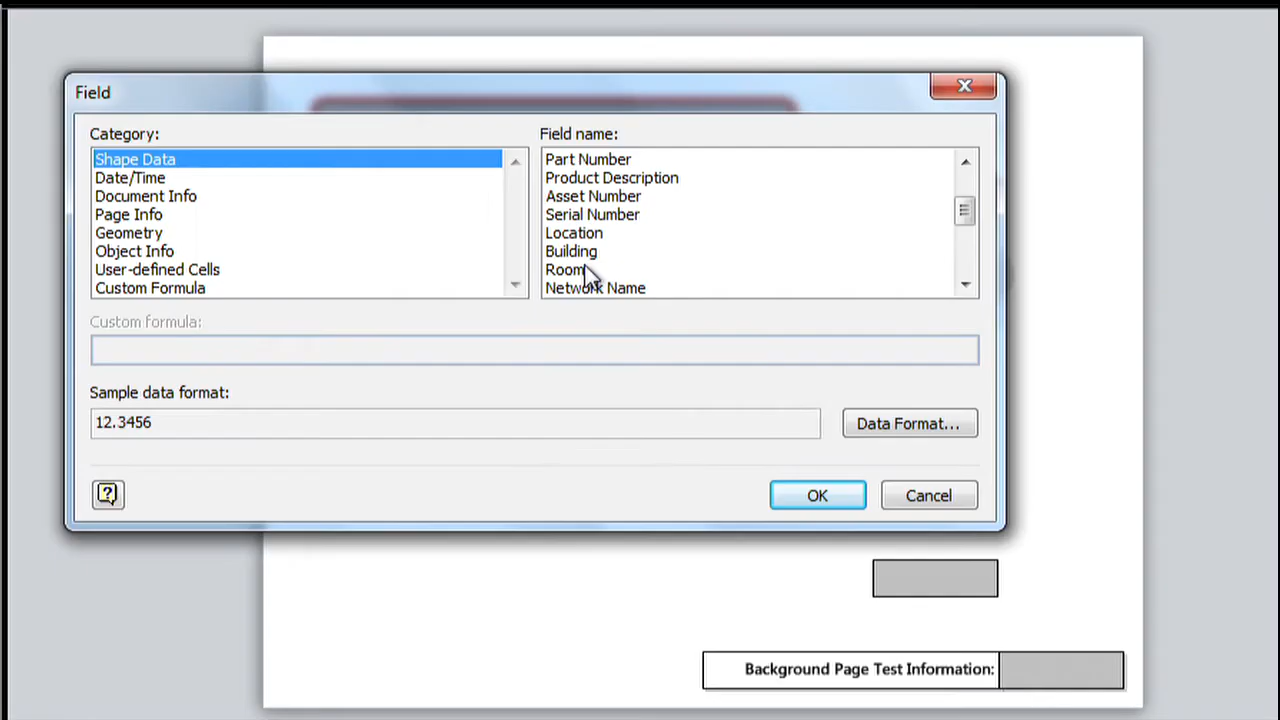 Field
Category:
Shape Data
Date/Time
Document Info
Page Info
Geometry
Object Info
User-defined Cells
Custom Formula
Field name:
Part Number
Product Description
Asset Number
Serial Number
Location
Building
Room
Network Name
Custom formula:
Sample data format:
12.3456
Data Format...
?
OK
Cancel
Background Page Test Information: